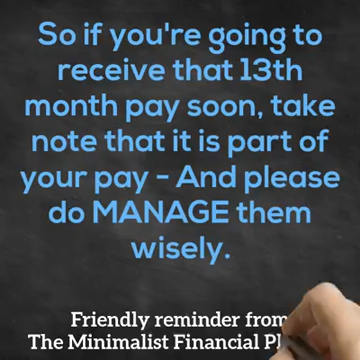 So if you're going to
receive that 13th
month pay soon, take
note that it is part of
your pay - And please
do MANAGE them
wisely.
Friendly reminder from
The Minimalist Financial